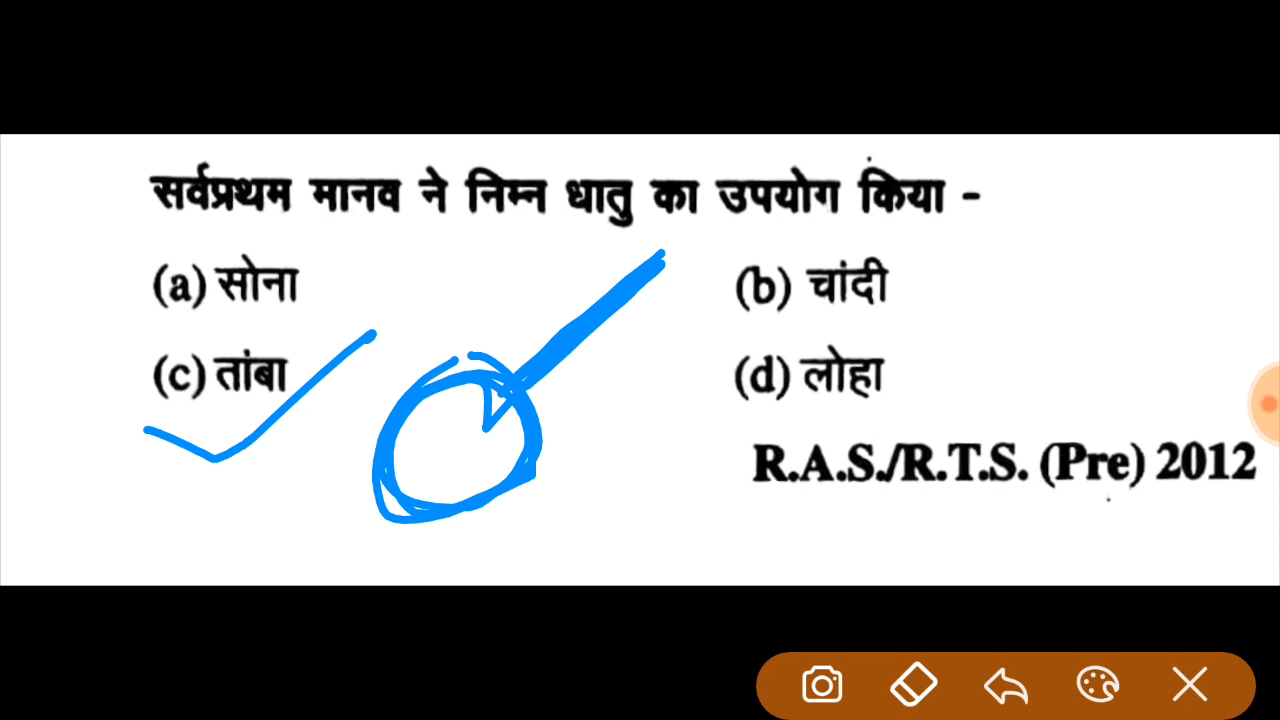 सर्वप्रथम मानव ने निम्न धातु का उपयोग किया -
(a) सोना (b) चांदी
(c) तांबा (d) लोहा
R.A.S./R.T.S. (Pre) 2012